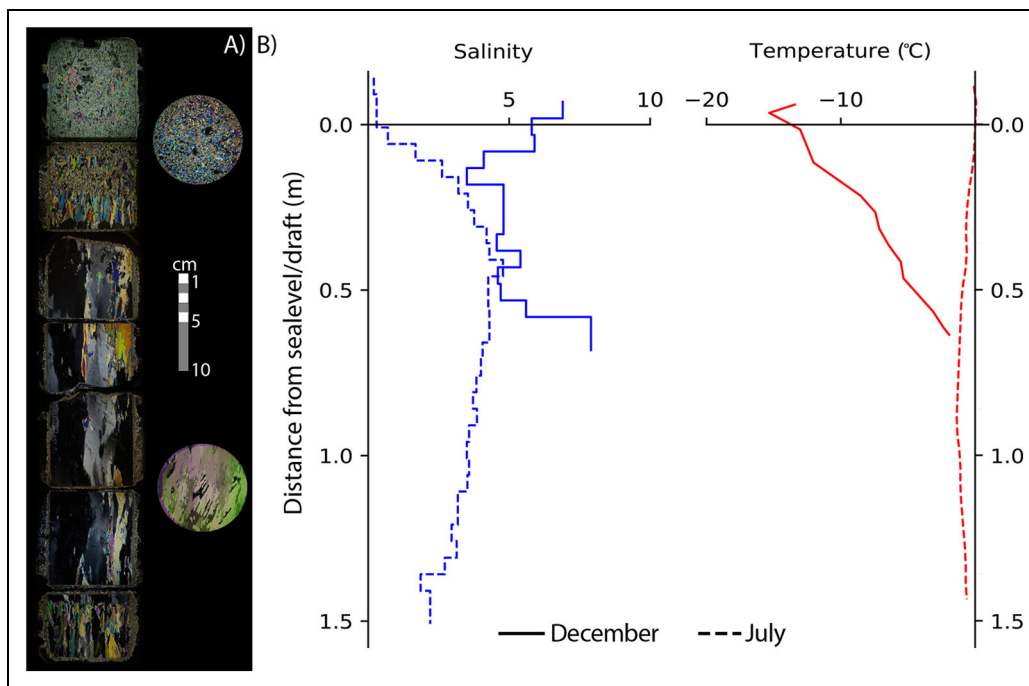 A) B)
Salinity
Temperature (℃)
5 10
−20 −10
0.0
0.0
cm
1
5
10
Distance from sealevel/draft (m)
0.5
0.5
1.0
1.0
1.5
1.5
December July